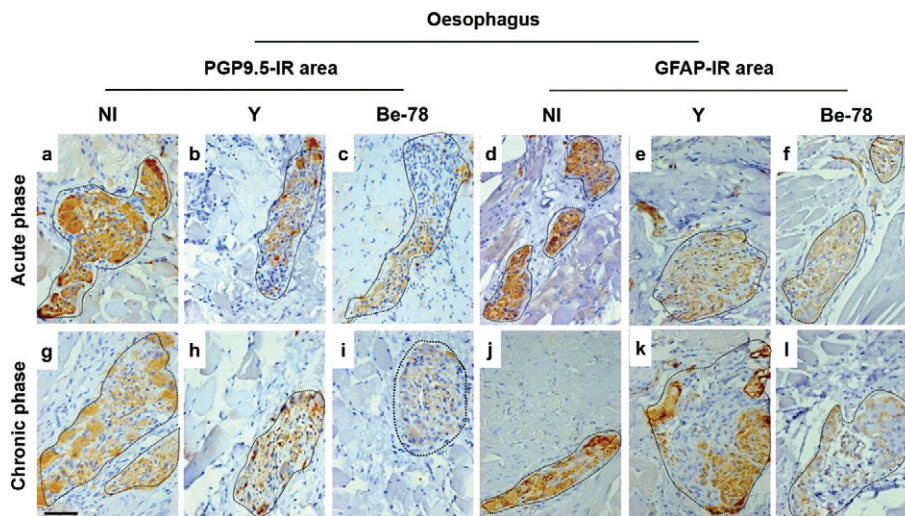 Oesophagus
PGP9.5-IR area GFAP-IR area
NI Y Be-78 NI Y Be-78
Acute phase
a b c d e f
Chronic phase
g h i j k l